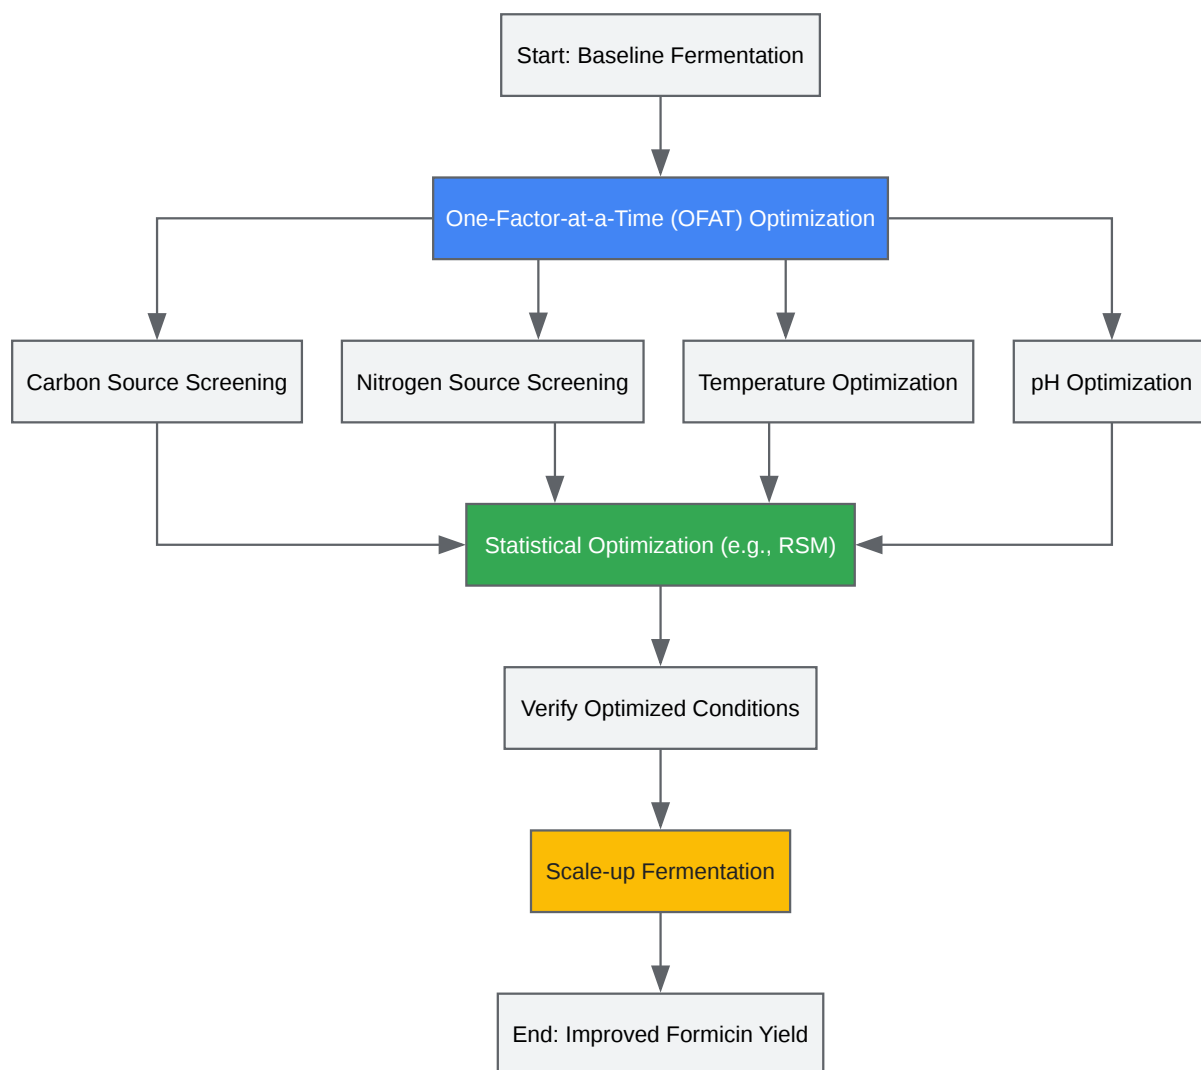 Start: Baseline Fermentation
One-Factor-at-a-Time (OFAT) Optimization
Carbon Source Screening
Nitrogen Source Screening
Temperature Optimization
pH Optimization
Statistical Optimization (e.g., RSM)
Verify Optimized Conditions
Scale-up Fermentation
End: Improved Formicin Yield